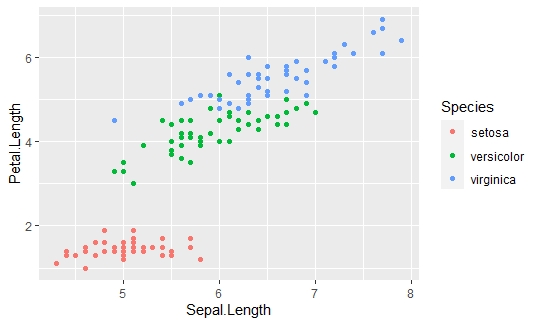 6
4
2
Petal.Length
5
6
7
8
Sepal.Length
Species
setosa
versicolor
virginica